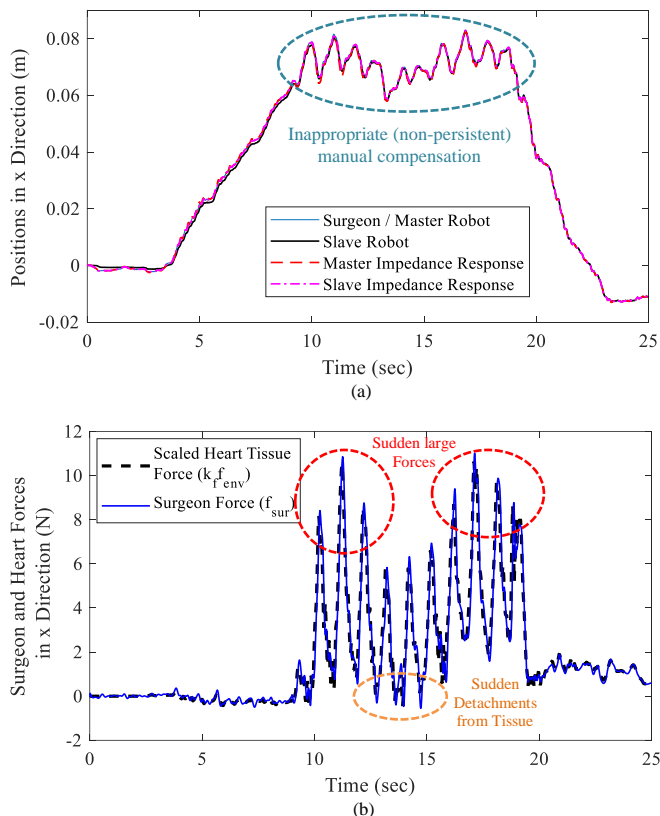 0.08
0.06
0.04
0.02
0
-0.02
Positions in x Direction (m)
Inappropriate (non-persistent)
manual compensation
Surgeon / Master Robot
Slave Robot
Master Impedance Response
Slave Impedance Response
0 5 10 15 20 25
Time (sec)
(a)
12
10
8
6
4
2
0
-2
Surgeon and Heart Forces
in x Direction (N)
Scaled Heart Tissue
Force (k_f f_env)
Surgeon Force (f_sur)
Sudden large
Forces
Sudden
Detachments
from Tissue
0 5 10 15 20 25
Time (sec)
(b)